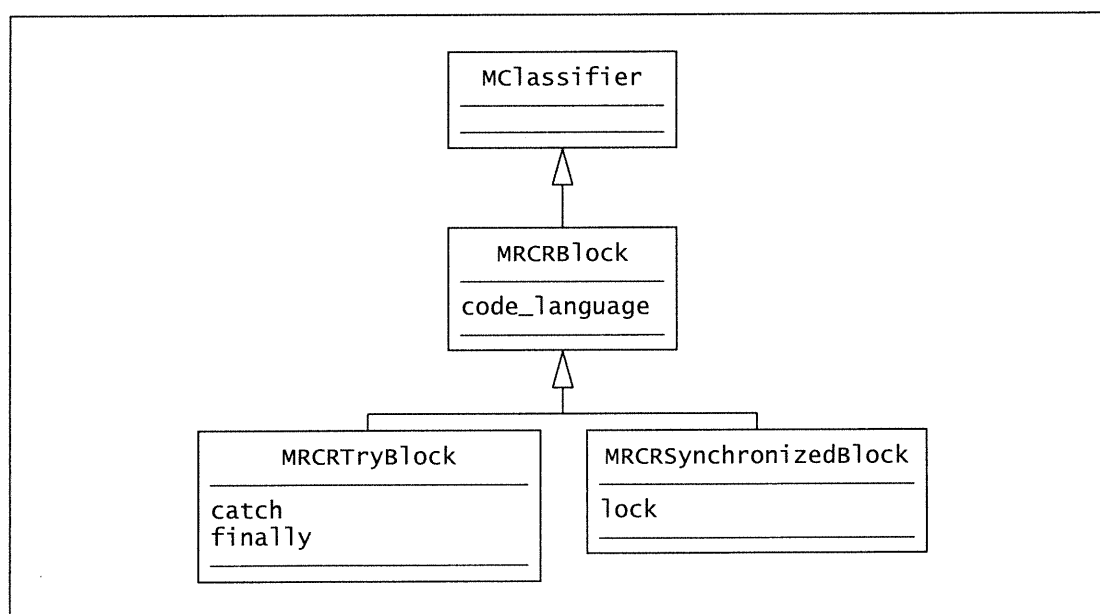 MClassifier
MRCRBlock
code_language
MRCRTryBlock
catch
finally
MRCRSynchronizedBlock
lock